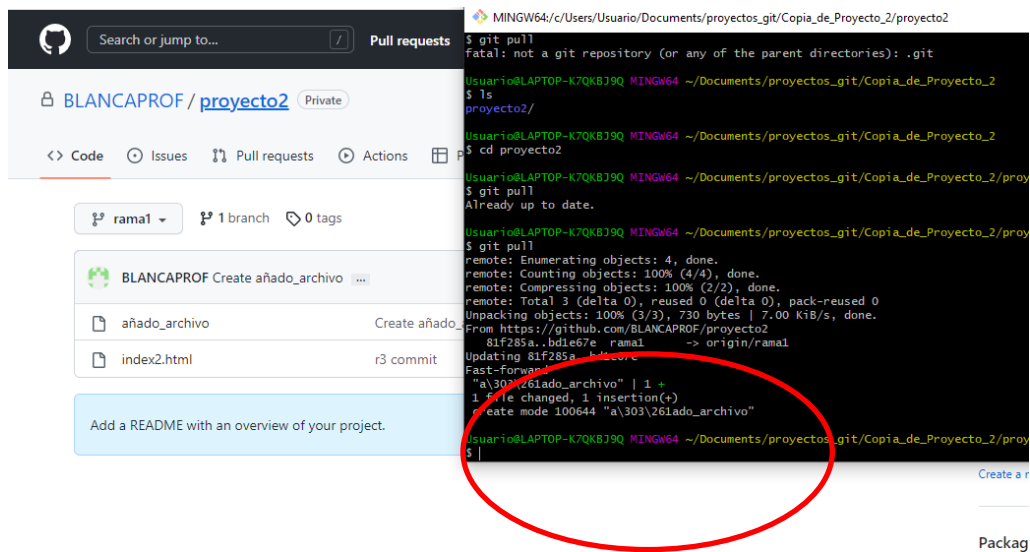 Search or jump to...
/
Pull requests
BLANCAPROF / proyecto2 Private
<> Code
Issues
Pull requests
Actions
P
rama1
1 branch
0 tags
BLANCAPROF Create añado_archivo ...
añado_archivo
Create añado_
index2.html
r3 commit
Add a README with an overview of your project.
MINGW64:/c/Users/Usuario/Documents/proyectos_git/Copia_de_Proyecto_2/proyecto2
$ git pull
fatal: not a git repository (or any of the parent directories): .git
Usuario@LAPTOP-K7QKBJ9Q MINGW64 ~/Documents/proyectos_git/Copia_de_Proyecto_2
$ ls
proyecto2/
Usuario@LAPTOP-K7QKBJ9Q MINGW64 ~/Documents/proyectos_git/Copia_de_Proyecto_2
$ cd proyecto2
Usuario@LAPTOP-K7QKBJ9Q MINGW64 ~/Documents/proyectos_git/Copia_de_Proyecto_2/proy
$ git pull
Already up to date.
Usuario@LAPTOP-K7QKBJ9Q MINGW64 ~/Documents/proyectos_git/Copia_de_Proyecto_2/proy
$ git pull
remote: Enumerating objects: 4, done.
remote: Counting objects: 100% (4/4), done.
remote: Compressing objects: 100% (2/2), done.
remote: Total 3 (delta 0), reused 0 (delta 0), pack-reused 0
Unpacking objects: 100% (3/3), 730 bytes | 7.00 KiB/s, done.
From https://github.com/BLANCAPROF/proyecto2
81f285a..bd1e67e rama1 -> origin/rama1
Updating 81f285a..bd1e67e
Fast-forward
"a\303\261ado_archivo" | 1 +
1 file changed, 1 insertion(+)
create mode 100644 "a\303\261ado_archivo"
Usuario@LAPTOP-K7QKBJ9Q MINGW64 ~/Documents/proyectos_git/Copia_de_Proyecto_2/proy
$
Create a r
Packag